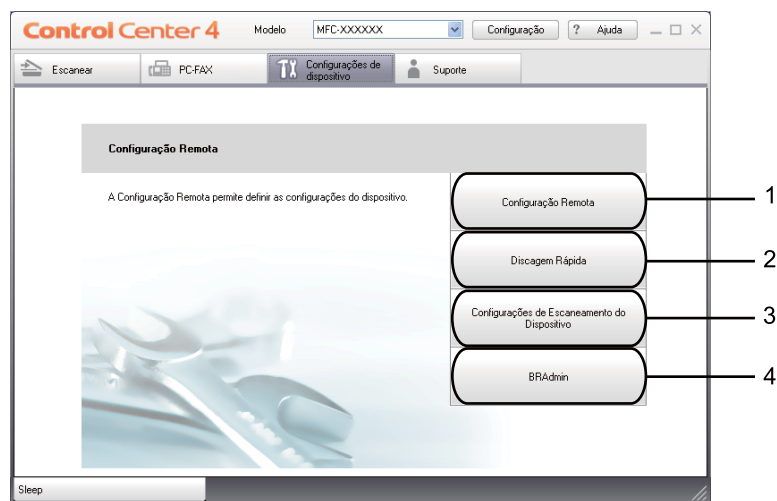 Control Center 4
Modelo
MFC-XXXXXX
Configuração
? Ajuda
Escanear
PC-FAX
Configurações de
dispositivo
Suporte
Configuração Remota
A Configuração Remota permite definir as configurações do dispositivo.
Configuração Remota
1
Discagem Rápida
2
Configurações de Escaneamento do
Dispositivo
3
BRAdmin
4
Sleep